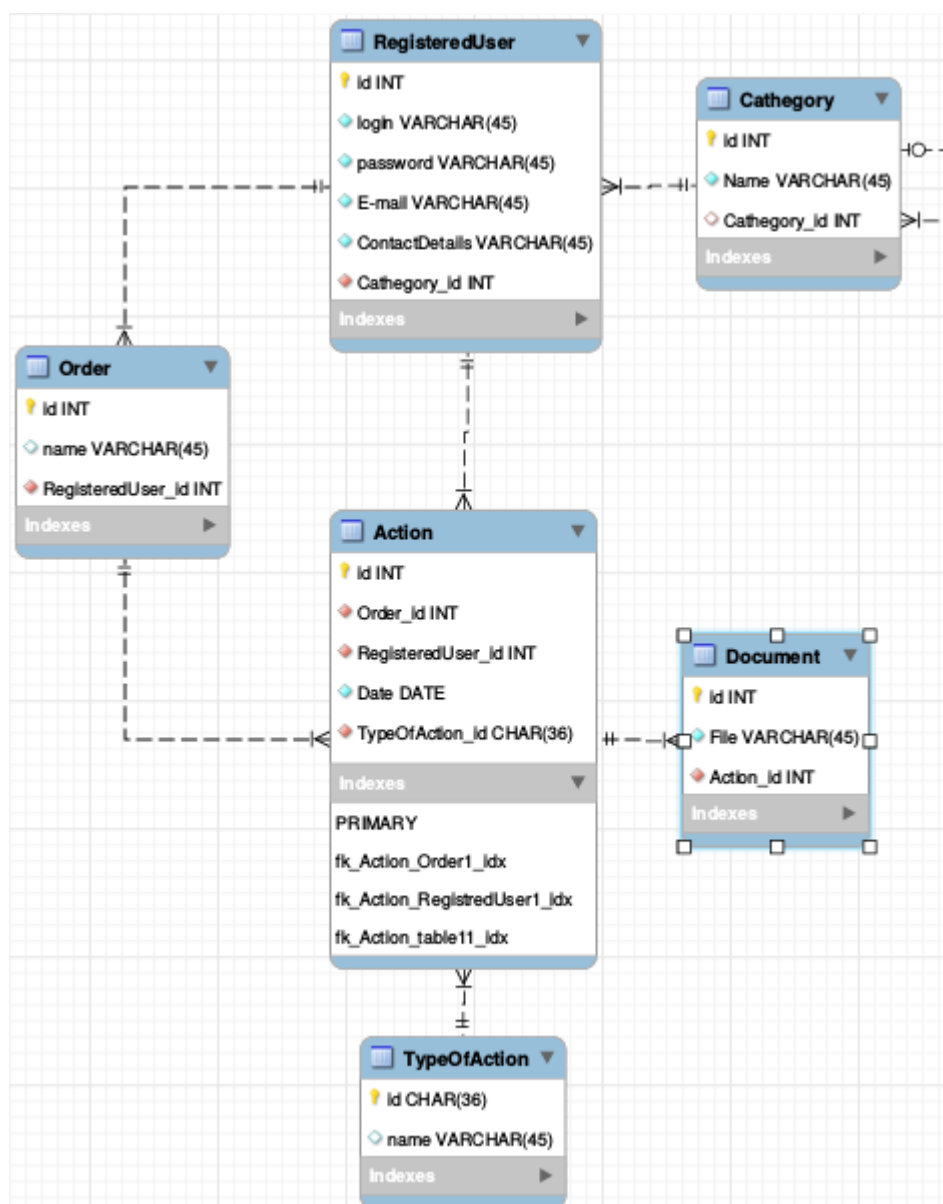 RegisteredUser
id INT
login VARCHAR(45)
password VARCHAR(45)
E-mail VARCHAR(45)
ContactDetails VARCHAR(45)
Cathegory_id INT
Indexes
Cathegory
id INT
Name VARCHAR(45)
Cathegory_id INT
Indexes
Order
id INT
name VARCHAR(45)
RegisteredUser_id INT
Indexes
Action
id INT
Order_id INT
RegisteredUser_id INT
Date DATE
TypeOfAction_id CHAR(36)
Indexes
PRIMARY
fk_Action_Order1_idx
fk_Action_RegistredUser1_idx
fk_Action_table11_idx
Document
id INT
File VARCHAR(45)
Action_id INT
Indexes
TypeOfAction
id CHAR(36)
name VARCHAR(45)
Indexes